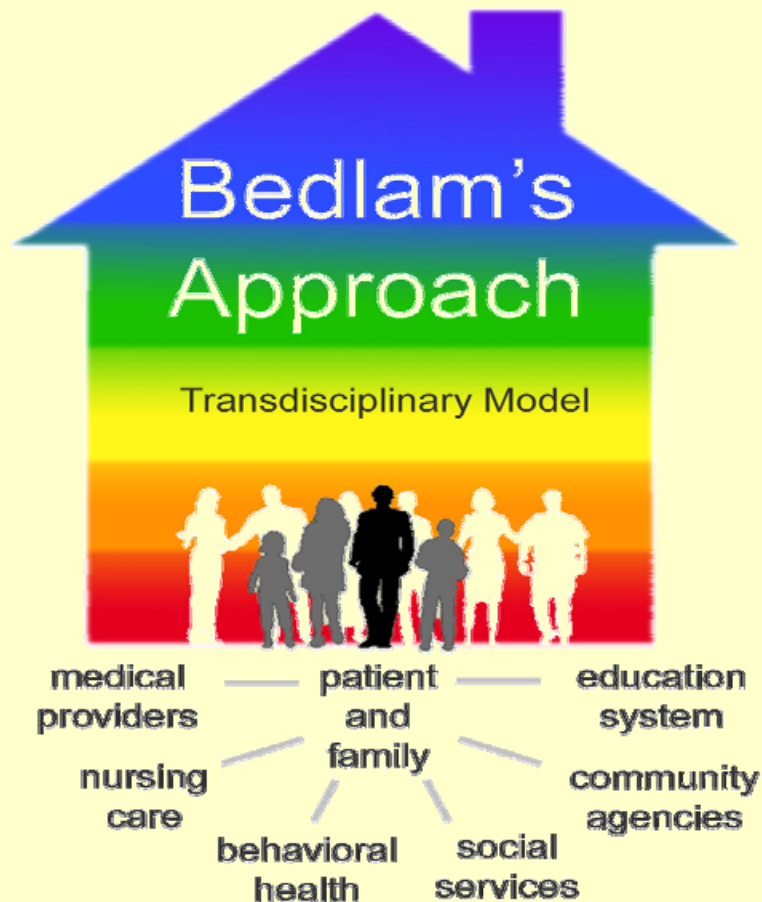 Bedlam’s
Approach
Transdisciplinary Model
medical
providers
patient
and
family
education
system
nursing
care
community
agencies
behavioral
health
social
services